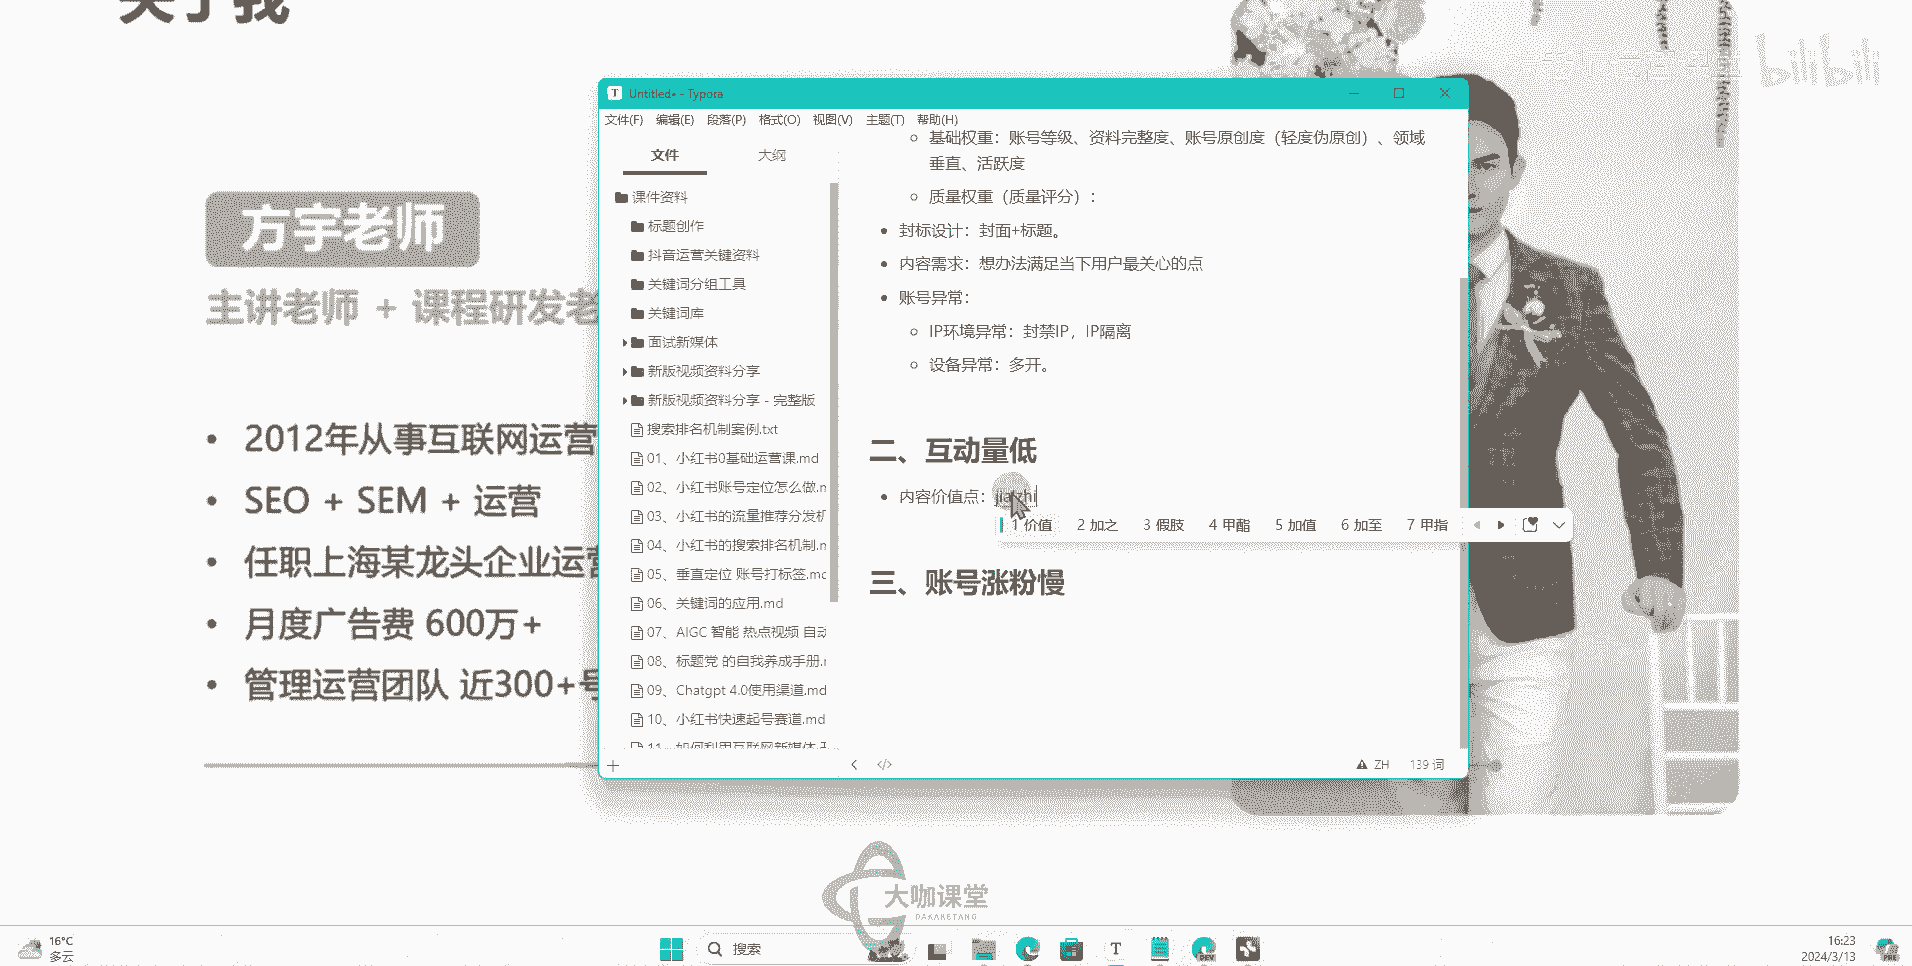 关于我
bilibili
方宇老师
主讲老师 + 课程研发老
2012年从事互联网运营
SEO + SEM + 运营
任职上海某龙头企业运营
月度广告费 600万+
管理运营团队 近300+号
Untitled• - Typora
文件(F) 编辑(E) 段落(P) 格式(O) 视图(V) 主题(T) 帮助(H)
文件 大纲
课件资料
标题创作
抖音运营关键资料
关键词分组工具
关键词库
面试新媒体
新版视频资料分享
新版视频资料分享 - 完整版
搜索排名机制案例.txt
01、小红书0基础运营课.md
02、小红书账号定位怎么做.m
03、小红书的流量推荐分发机
04、小红书的搜索排名机制.m
05、垂直定位 账号打标签.md
06、关键词的应用.md
07、AIGC 智能 热点视频 自动
08、标题党 的自我养成手册.m
09、Chatgpt 4.0使用渠道.md
10、小红书快速起号赛道.md
11、如何利用互联网新媒体
基础权重：账号等级、资料完整度、账号原创度（轻度伪原创）、领域
垂直、活跃度
质量权重（质量评分）：
封标设计：封面+标题。
内容需求：想办法满足当下用户最关心的点
账号异常：
IP环境异常：封禁IP，IP隔离
设备异常：多开。
二、互动量低
内容价值点：jia'zhi
1 价值 2 加之 3 假肢 4 甲酯 5 加值 6 加至 7 甲指
三、账号涨粉慢
ZH 139 词
大咖课堂
DAKAKETANG
16°C
多云
搜索
16:23
2024/3/13